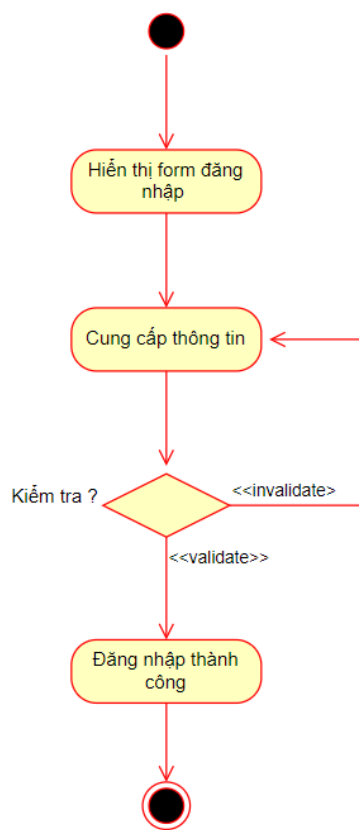 Hiển thị form đăng
nhập
Cung cấp thông tin
Kiểm tra ?
<<invalidate>
<<validate>>
Đăng nhập thành
công